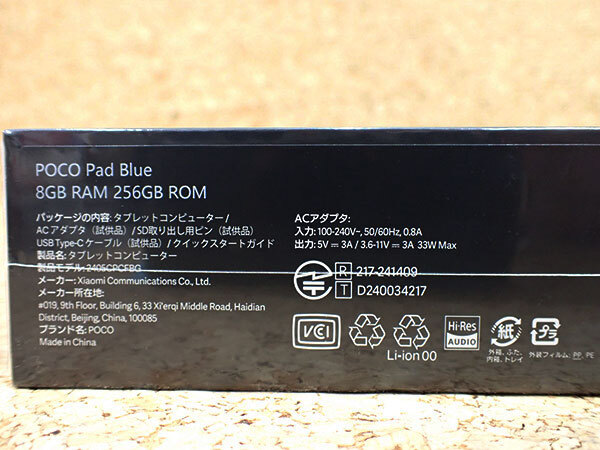 POCO Pad Blue
8GB RAM 256GB ROM
パッケージの内容: タブレットコンピューター /
ACアダプタ（試供品）/ SD取り出し用ピン（試供品）
USB Type-C ケーブル（試供品）/ クイックスタートガイド
製品名: タブレットコンピューター
製品モデル: 2405CPCFBG
メーカー: Xiaomi Communications Co., Ltd.
メーカー所在地:
#019, 9th Floor, Building 6, 33 Xi'erqi Middle Road, Haidian
District, Beijing, China, 100085
ブランド名: POCO
Made in China
ACアダプタ:
入力: 100-240V~, 50/60Hz, 0.8A
出力: 5V⎓3A / 3.6-11V⎓3A 33W Max
R 217-241409
T D240034217
VCCI
Li-ion 00
Hi-Res
AUDIO
紙
外箱、ふた、
内箱、トレイ
プラ
外装フィルム: PP, PE